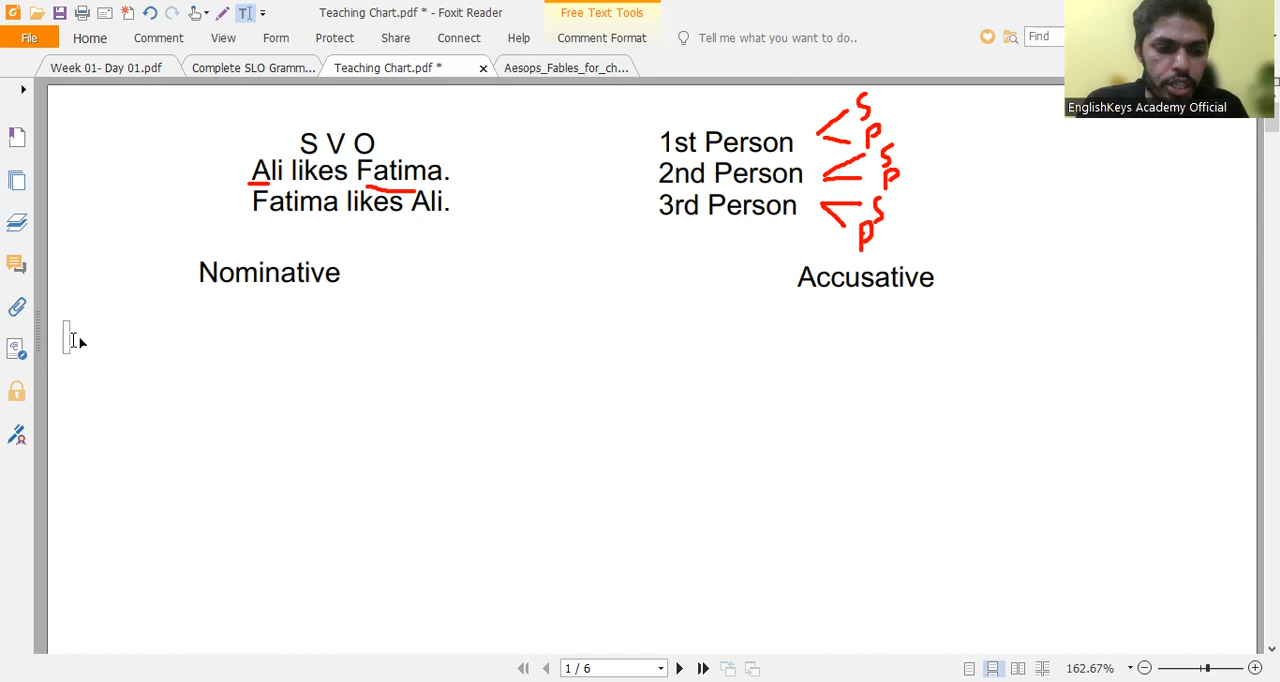 Teaching Chart.pdf * - Foxit Reader
Free Text Tools
File Home Comment View Form Protect Share Connect Help Comment Format Tell me what you want to do.. Find
Week 01- Day 01.pdf Complete SLO Gramm... Teaching Chart.pdf * Aesops_Fables_for_ch...
EnglishKeys Academy Official
S V O
Ali likes Fatima.
Fatima likes Ali.
1st Person S P
2nd Person S P
3rd Person S P
Nominative Accusative
1 / 6 162.67%